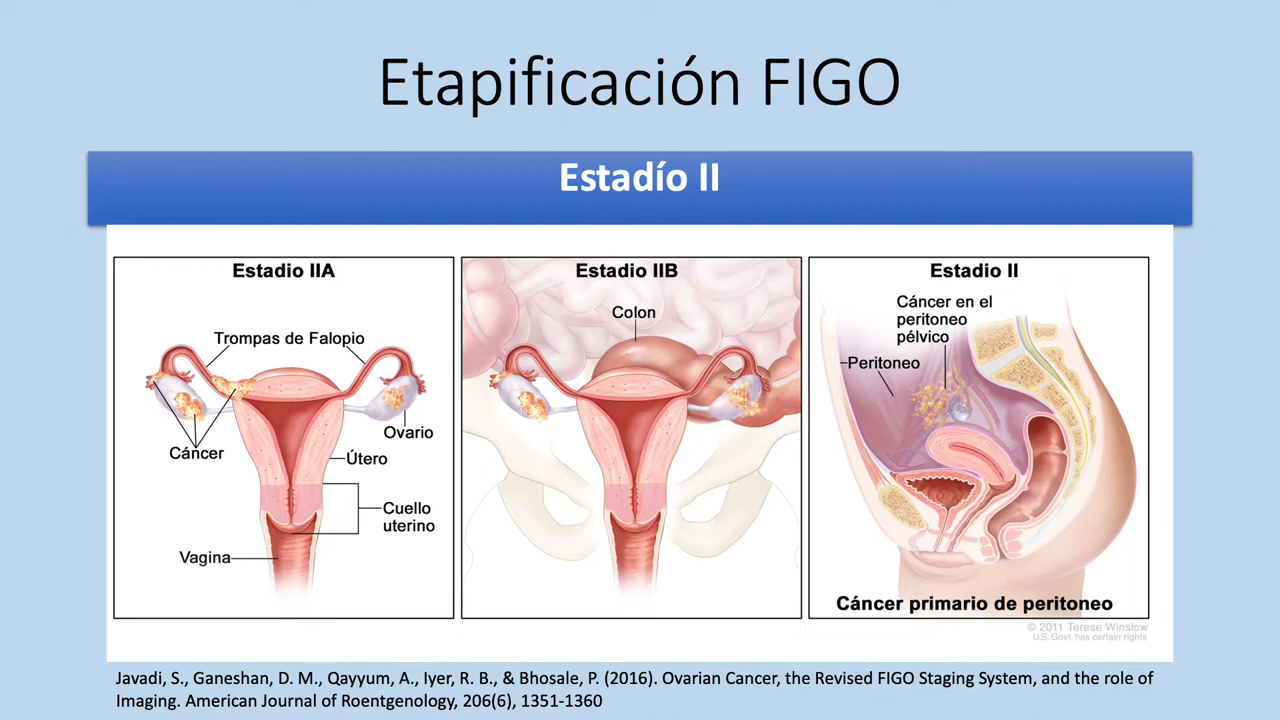 Etapificación FIGO
Estadío II
Estadio IIA
Trompas de Falopio
Ovario
Cáncer
Útero
Cuello
uterino
Vagina
Estadio IIB
Colon
Estadio II
Cáncer en el
peritoneo
pélvico
Peritoneo
Cáncer primario de peritoneo
© 2011 Terese Winslow
U.S. Govt. has certain rights
Javadi, S., Ganeshan, D. M., Qayyum, A., Iyer, R. B., & Bhosale, P. (2016). Ovarian Cancer, the Revised FIGO Staging System, and the role of
Imaging. American Journal of Roentgenology, 206(6), 1351-1360